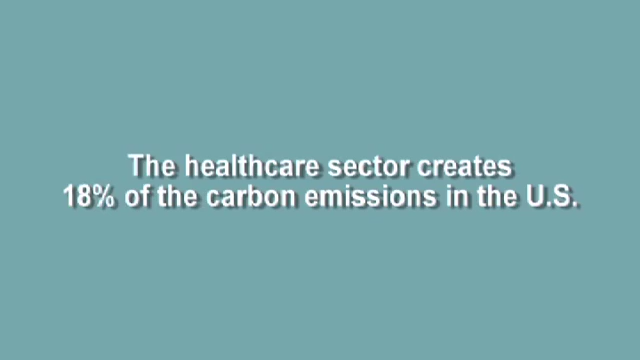 The healthcare sector creates
18% of the carbon emissions in the U.S.